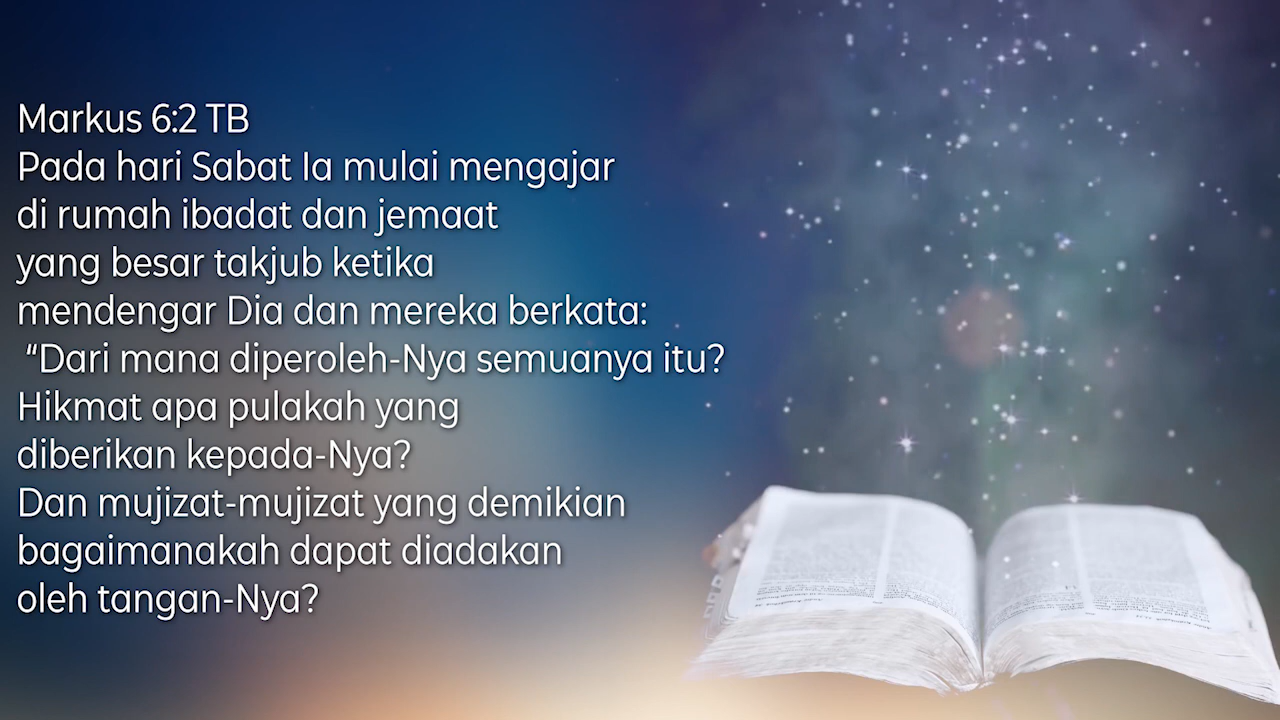 Markus 6:2 TB
Pada hari Sabat Ia mulai mengajar
di rumah ibadat dan jemaat
yang besar takjub ketika
mendengar Dia dan mereka berkata:
“Dari mana diperoleh-Nya semuanya itu?
Hikmat apa pulakah yang
diberikan kepada-Nya?
Dan mujizat-mujizat yang demikian
bagaimanakah dapat diadakan
oleh tangan-Nya?